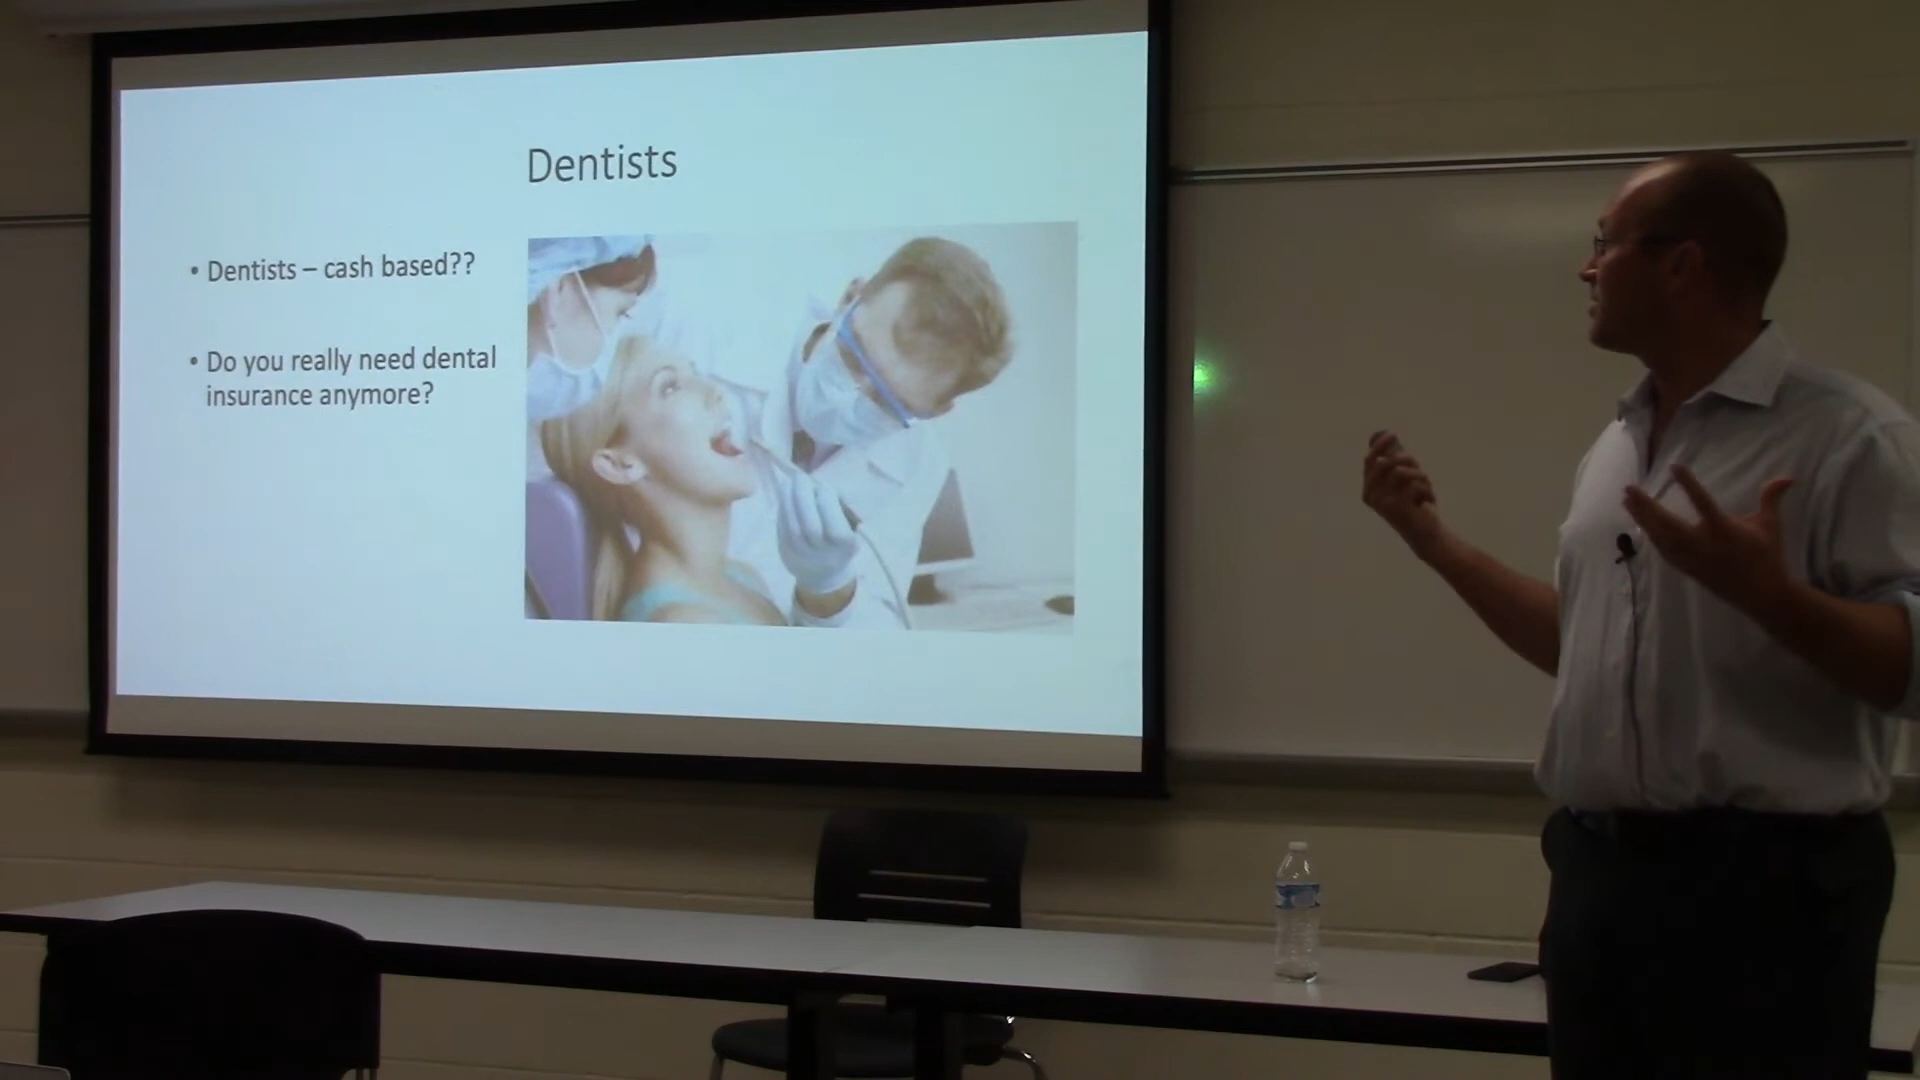 Dentists
• Dentists – cash based??
• Do you really need dental
insurance anymore?